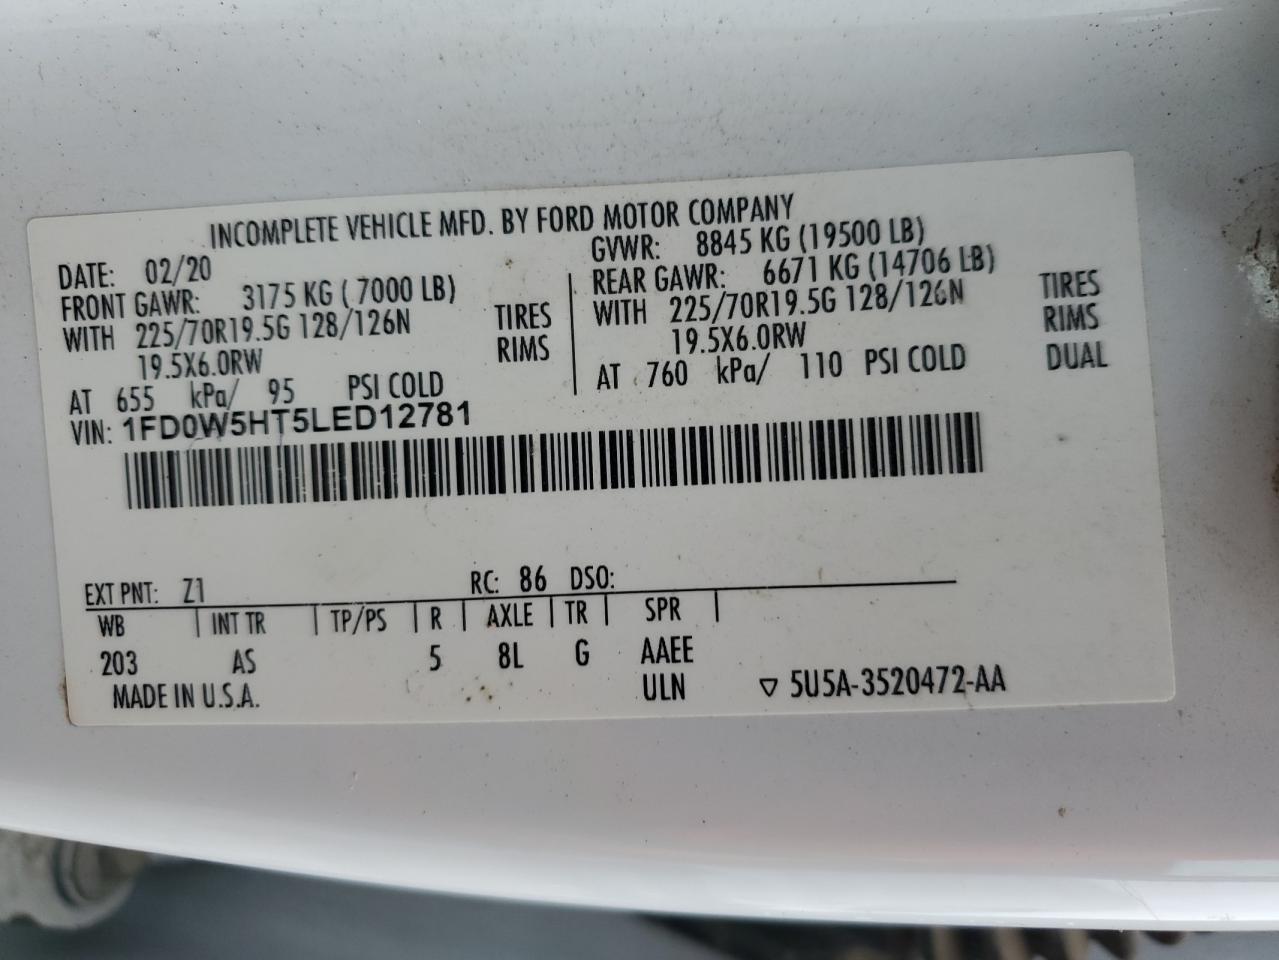 INCOMPLETE VEHICLE MFD. BY FORD MOTOR COMPANY
DATE: 02/20
FRONT GAWR: 3175 KG ( 7000 LB)
WITH 225/70R19.5G 128/126N TIRES
19.5X6.0RW RIMS
AT 655 kPa/ 95 PSI COLD
GVWR: 8845 KG (19500 LB)
REAR GAWR: 6671 KG (14706 LB)
WITH 225/70R19.5G 128/126N TIRES
19.5X6.0RW RIMS
AT 760 kPa/ 110 PSI COLD DUAL
VIN: 1FD0W5HT5LED12781
EXT PNT: Z1 RC: 86 DSO:
WB INT TR TP/PS R AXLE TR SPR
203 AS 5 8L G AAEE
MADE IN U.S.A. ULN ▽ 5U5A-3520472-AA